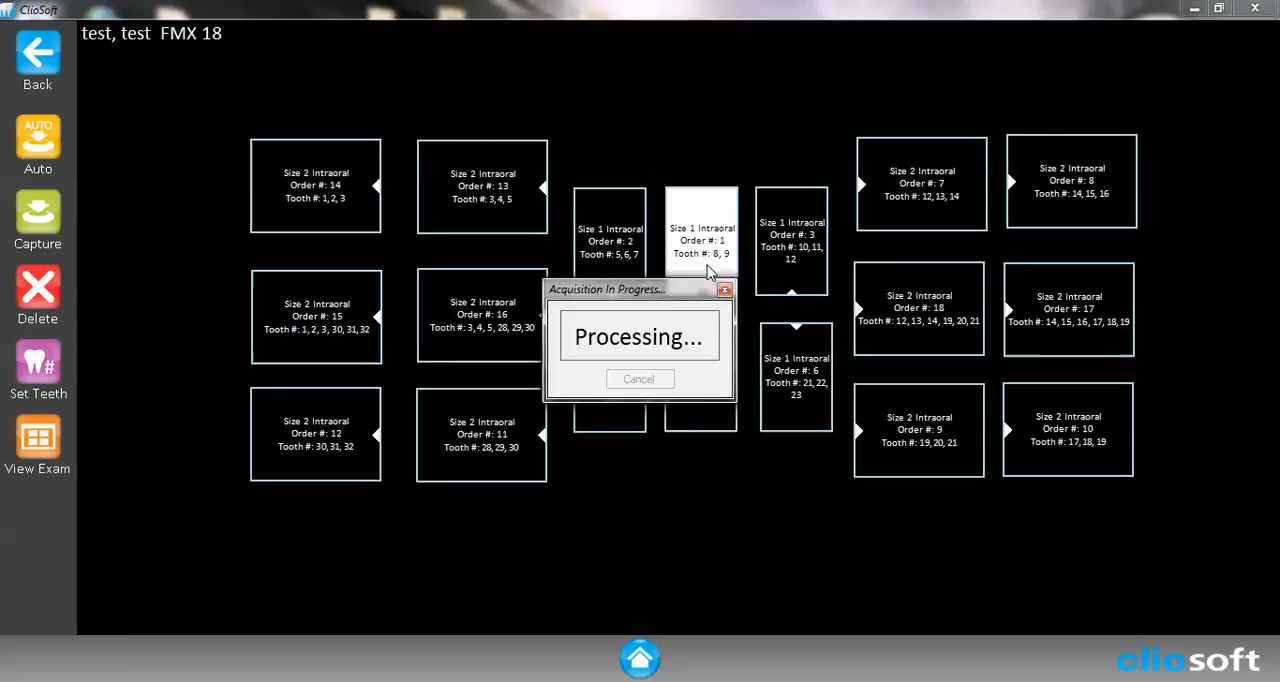 ClioSoft
test, test FMX 18
Back
AUTO
Auto
Capture
Delete
#
Set Teeth
View Exam
Size 2 Intraoral
Order #: 14
Tooth #: 1, 2, 3
Size 2 Intraoral
Order #: 13
Tooth #: 3, 4, 5
Size 1 Intraoral
Order #: 2
Tooth #: 5, 6, 7
Size 1 Intraoral
Order #: 1
Tooth #: 8, 9
Size 1 Intraoral
Order #: 3
Tooth #: 10, 11,
12
Size 2 Intraoral
Order #: 7
Tooth #: 12, 13, 14
Size 2 Intraoral
Order #: 8
Tooth #: 14, 15, 16
Size 2 Intraoral
Order #: 15
Tooth #: 1, 2, 3, 30, 31, 32
Size 2 Intraoral
Order #: 16
Tooth #: 3, 4, 5, 28, 29, 30
Acquisition In Progress...
Processing...
Cancel
Size 1 Intraoral
Order #: 6
Tooth #: 21, 22,
23
Size 2 Intraoral
Order #: 18
Tooth #: 12, 13, 14, 19, 20, 21
Size 2 Intraoral
Order #: 17
Tooth #: 14, 15, 16, 17, 18, 19
Size 2 Intraoral
Order #: 12
Tooth #: 30, 31, 32
Size 2 Intraoral
Order #: 11
Tooth #: 28, 29, 30
Size 2 Intraoral
Order #: 9
Tooth #: 19, 20, 21
Size 2 Intraoral
Order #: 10
Tooth #: 17, 18, 19
cliosoft